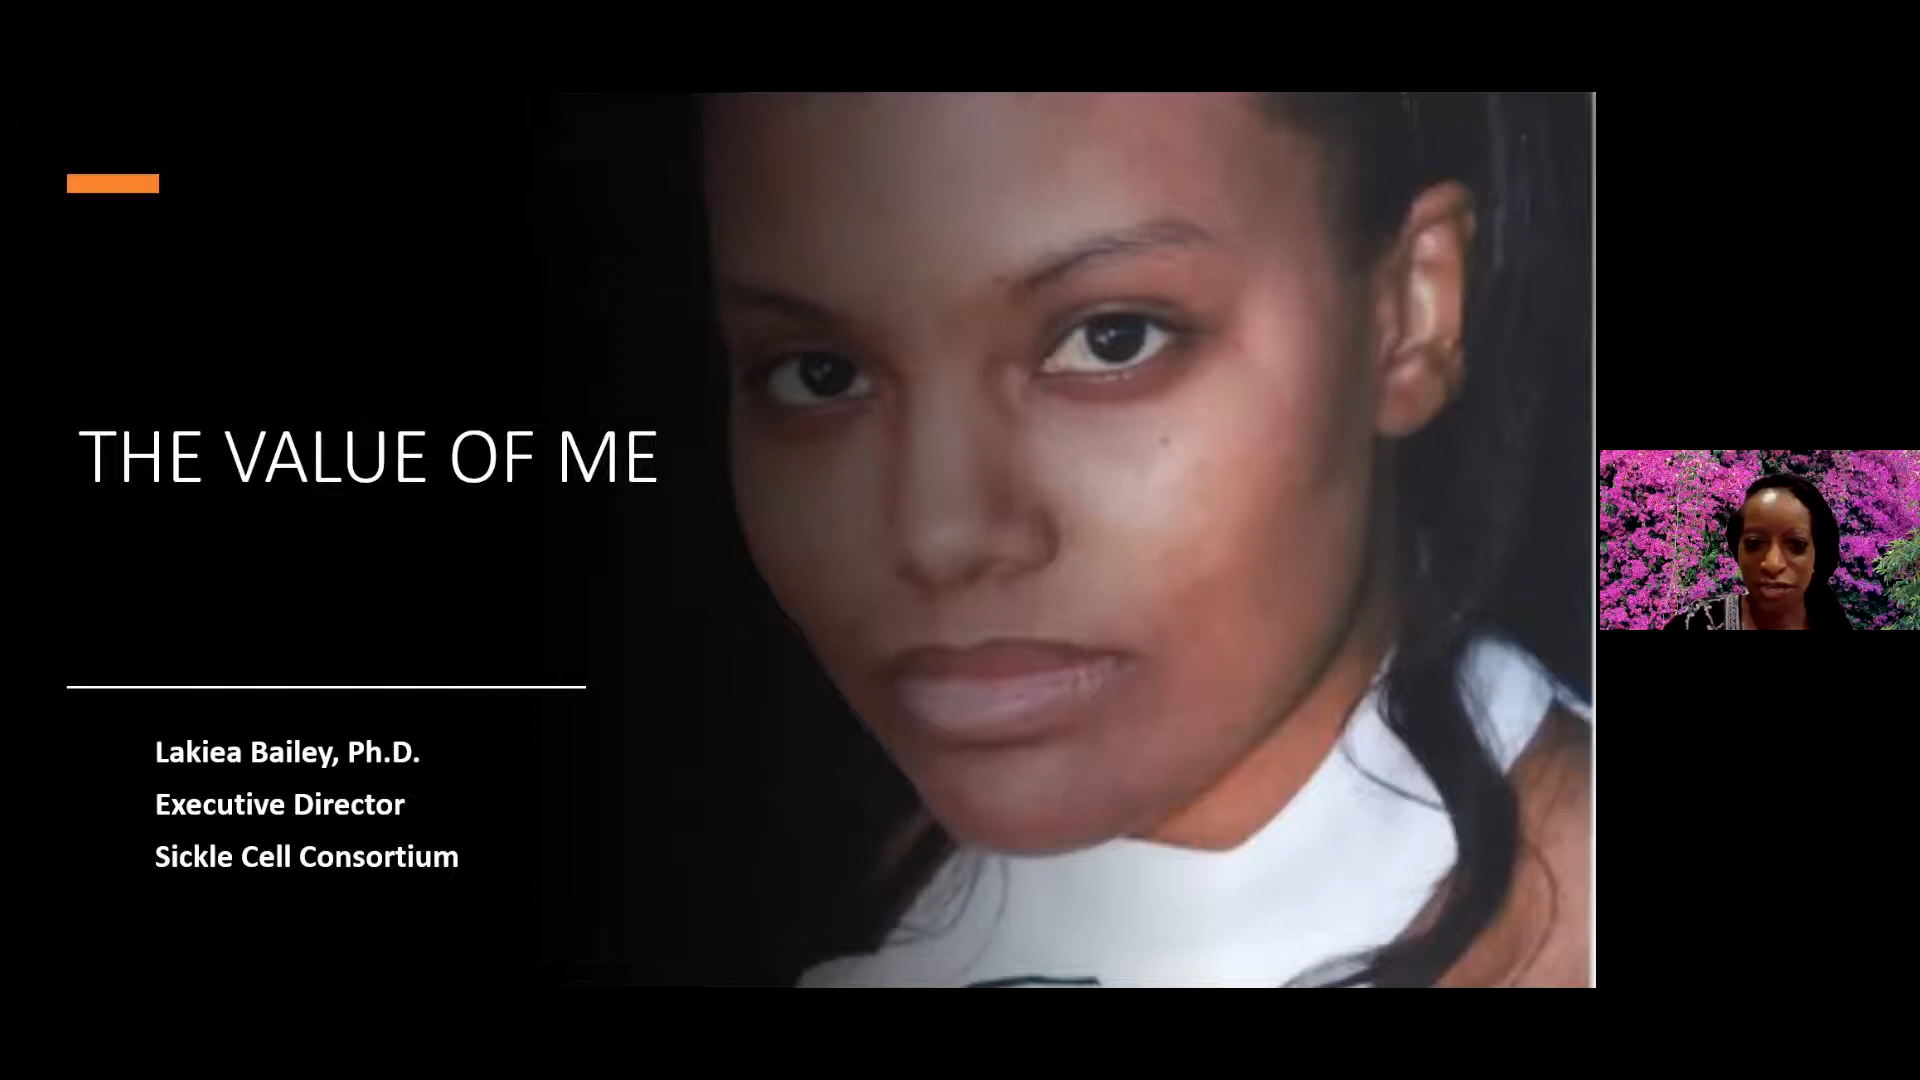 THE VALUE OF ME
Lakiea Bailey, Ph.D.
Executive Director
Sickle Cell Consortium